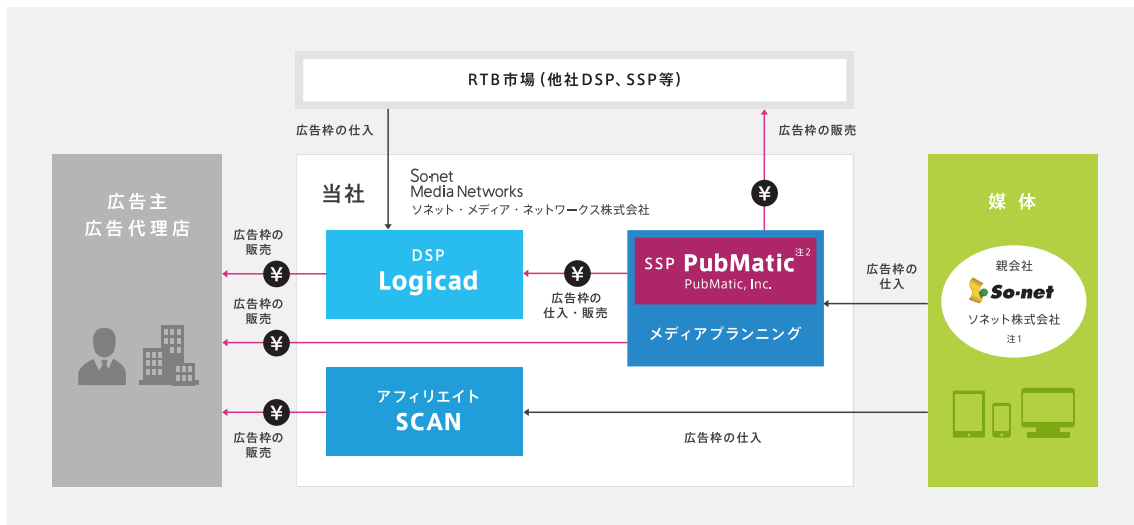 RTB市場（他社DSP、SSP等）
広告枠の仕入
広告枠の販売
広告主
広告代理店
当社
So-net
Media Networks
ソネット・メディア・ネットワークス株式会社
媒 体
広告枠の
販売
¥
¥
DSP
Logicad
¥
広告枠の
仕入・販売
SSP PubMatic 注2
PubMatic, Inc.
メディアプランニング
広告枠の
仕入
親会社
So-net
ソネット株式会社
注1
広告枠の
販売
¥
アフィリエイト
SCAN
¥
広告枠の
販売
広告枠の仕入